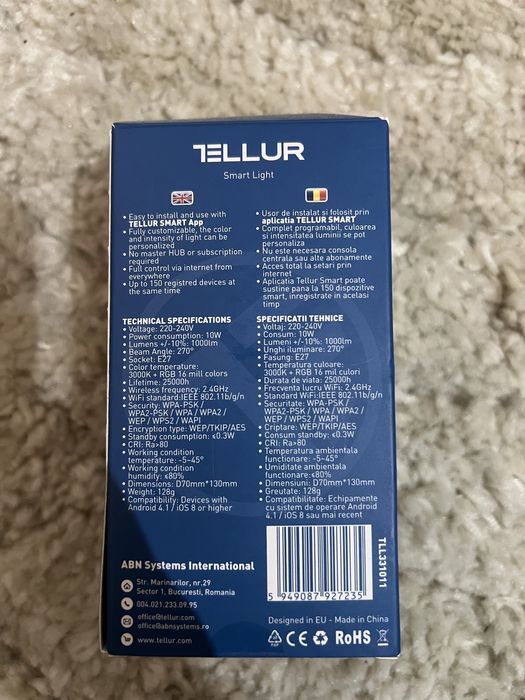 TELLUR
Smart Light
• Easy to install and use with
TELLUR SMART App
• Fully customizable, the color
and intensity of light can be
personalized
• No master HUB or subscription
required
• Full control via internet from
everywhere
• Up to 150 registred devices at
the same time
• Usor de instalat si folosit prin
aplicatia TELLUR SMART
• Complet programabil, culoarea
si intensitatea luminii se pot
personaliza
• Nu este necesara consola
centrala sau alte abonamente
• Acces total la setari prin
internet
• Aplicatia Tellur Smart poate
sustine pana la 150 dispozitive
smart, inregistrate in acelasi
timp
TECHNICAL SPECIFICATIONS
• Voltage: 220-240V
• Power consumption: 10W
• Lumens +/-10%: 1000lm
• Beam Angle: 270°
• Socket: E27
• Color temperature:
3000K + RGB 16 mill colors
• Lifetime: 25000h
• Wireless frequency: 2.4GHz
• WiFi standard:IEEE 802.11b/g/n
• Security: WPA-PSK /
WPA2-PSK / WPA / WPA2 /
WEP / WPS2 / WAPI
• Encryption type: WEP/TKIP/AES
• Standby consumption: ≤0.3W
• CRI: Ra>80
• Working condition
temperature: -5~45°
• Working condition
humidity: ≤80%
• Dimensions: D70mm*130mm
• Weight: 128g
• Compatibility: Devices with
Android 4.1 / iOS 8 or higher
SPECIFICATII TEHNICE
• Voltaj: 220-240V
• Consum: 10W
• Lumeni +/-10%: 1000lm
• Unghi iluminare: 270°
• Fasung: E27
• Temperatura culoare:
3000K + RGB 16 mil culori
• Durata de viata: 25000h
• Frecventa lucru WiFi: 2.4GHz
• Standard WiFi:IEEE 802.11b/g/n
• Securitate: WPA-PSK /
WPA2-PSK / WPA / WPA2 /
WEP / WPS2 / WAPI
• Criptare: WEP/TKIP/AES
• Consum standby: ≤0.3W
• CRI: Ra>80
• Temperatura ambientala
functionare: -5~45°
• Umiditate ambientala
functionare: ≤80%
• Dimensiuni: D70mm*130mm
• Greutate: 128g
• Compatibilitate: Echipamente
cu sistem de operare Android
4.1 / iOS 8 sau mai recent
ABN Systems International
Str. Marinarilor, nr.29
Sector 1, Bucuresti, Romania
004.021.233.09.95
office@tellur.com
office@abnsystems.ro
www.tellur.com
5 949087 927235
TLL331011
Designed in EU - Made in China
CE RoHS